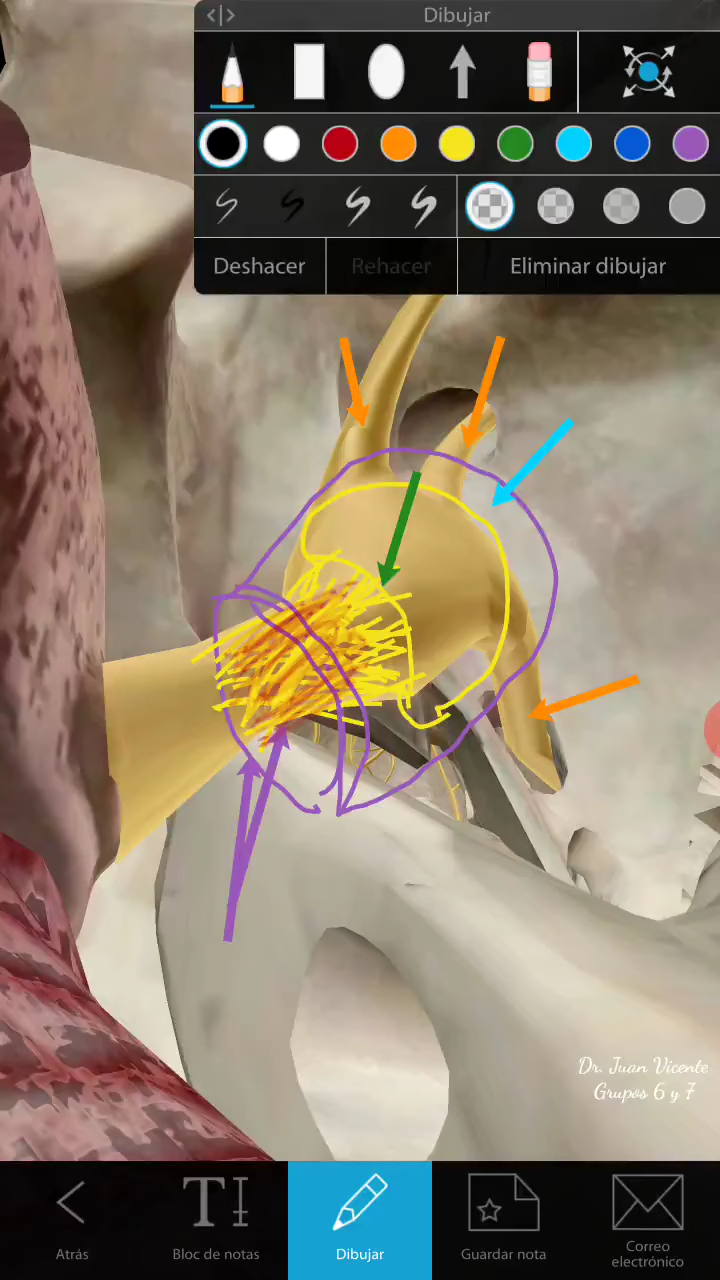 Dibujar
Deshacer
Rehacer
Eliminar dibujar
Dr. Juan Vicente
Grupos 6 y 7
Atrás
Bloc de notas
Dibujar
Guardar nota
Correo
electrónico